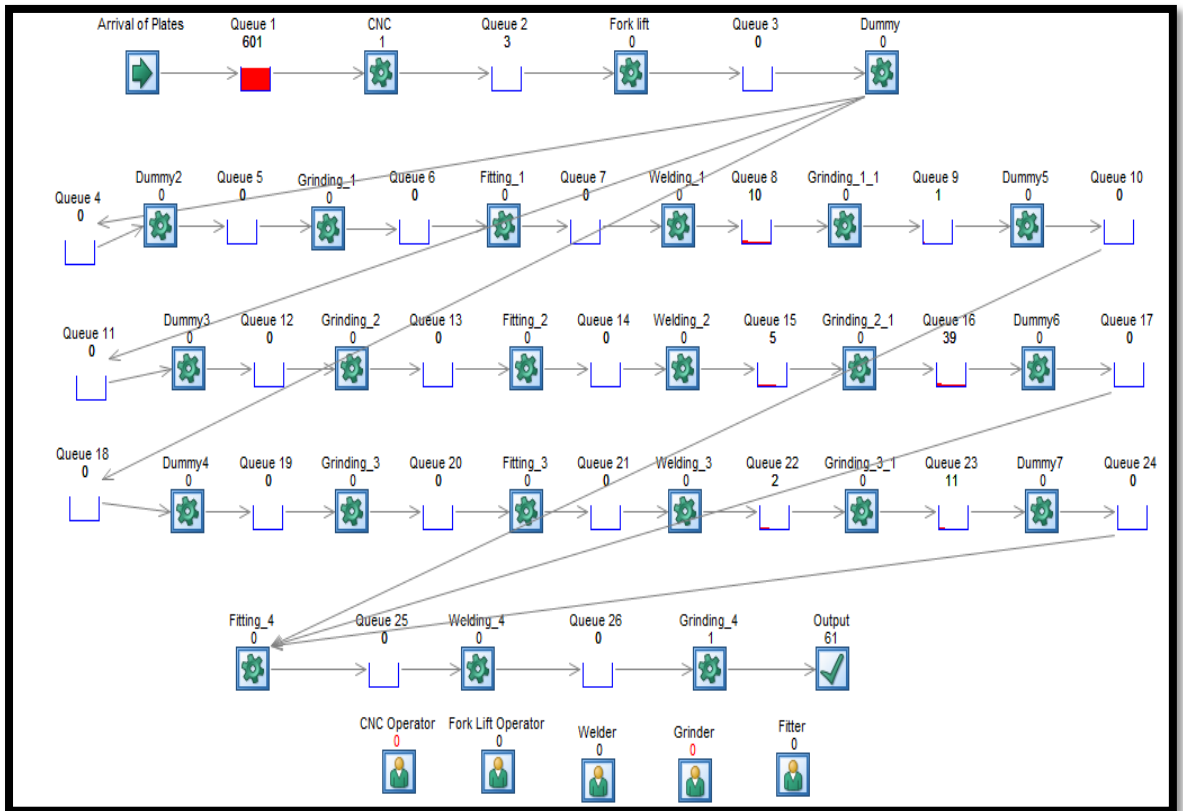 Arrival of Plates Queue 1 CNC Queue 2 Fork lift Queue 3 Dummy
601 1 3 0 0 0
Dummy2 Queue 5 Grinding_1 Queue 6 Fitting_1 Queue 7 Welding_1 Queue 8 Grinding_1_1 Queue 9 Dummy5 Queue 10
0 0 0 0 0 0 0 10 0 1 0 0
Queue 4
0
Dummy3 Queue 12 Grinding_2 Queue 13 Fitting_2 Queue 14 Welding_2 Queue 15 Grinding_2_1 Queue 16 Dummy6 Queue 17
0 0 0 0 0 0 0 5 0 39 0 0
Queue 11
0
Queue 18
0
Dummy4 Queue 19 Grinding_3 Queue 20 Fitting_3 Queue 21 Welding_3 Queue 22 Grinding_3_1 Queue 23 Dummy7 Queue 24
0 0 0 0 0 0 0 2 0 11 0 0
Fitting_4 Queue 25 Welding_4 Queue 26 Grinding_4 Output
0 0 0 0 1 61
CNC Operator Fork Lift Operator Welder Grinder Fitter
0 0 0 0 0